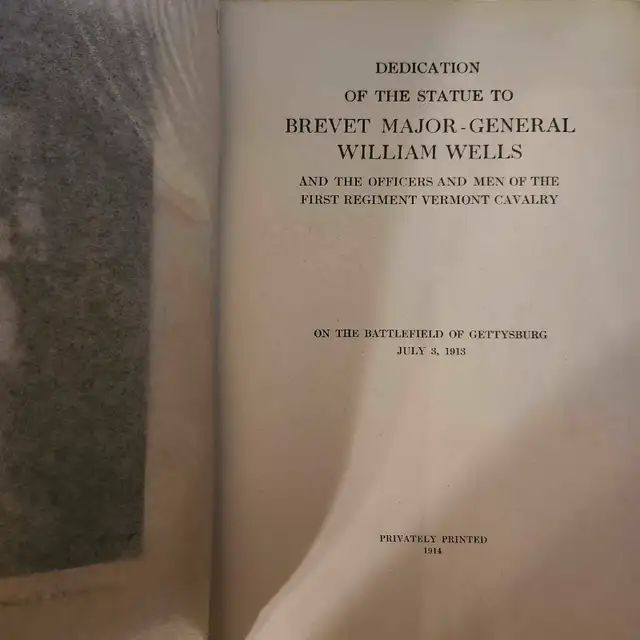 DEDICATION
OF THE STATUE TO
BREVET MAJOR-GENERAL
WILLIAM WELLS
AND THE OFFICERS AND MEN OF THE
FIRST REGIMENT VERMONT CAVALRY
ON THE BATTLEFIELD OF GETTYSBURG
JULY 3, 1913
PRIVATELY PRINTED
1914